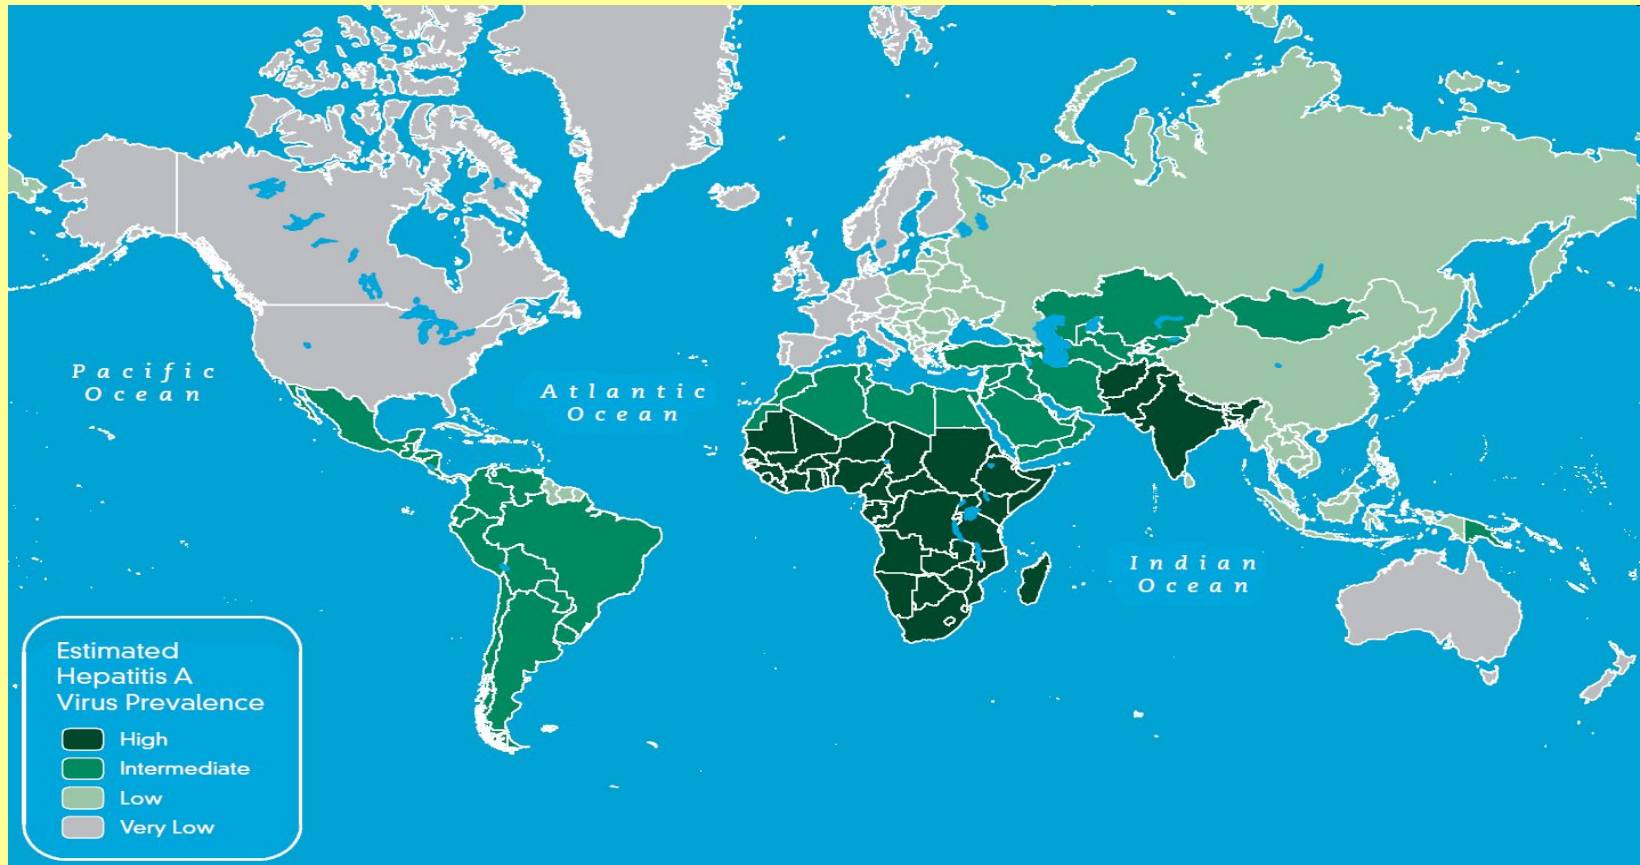 Pacific
Ocean
Atlantic
Ocean
Indian
Ocean
Estimated
Hepatitis A
Virus Prevalence
High
Intermediate
Low
Very Low